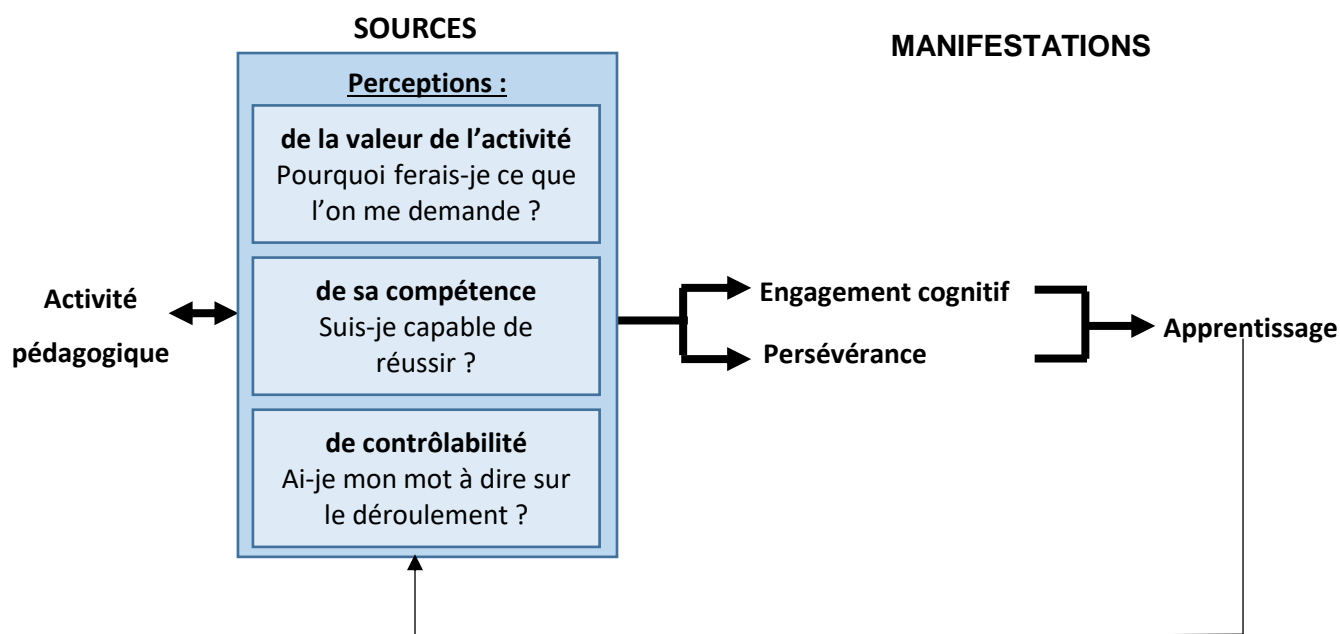 SOURCES
MANIFESTATIONS
Perceptions :
de la valeur de l’activité
Pourquoi ferais-je ce que
l’on me demande ?
de sa compétence
Suis-je capable de
réussir ?
de contrôlabilité
Ai-je mon mot à dire sur
le déroulement ?
Activité
pédagogique
Engagement cognitif
Persévérance
Apprentissage